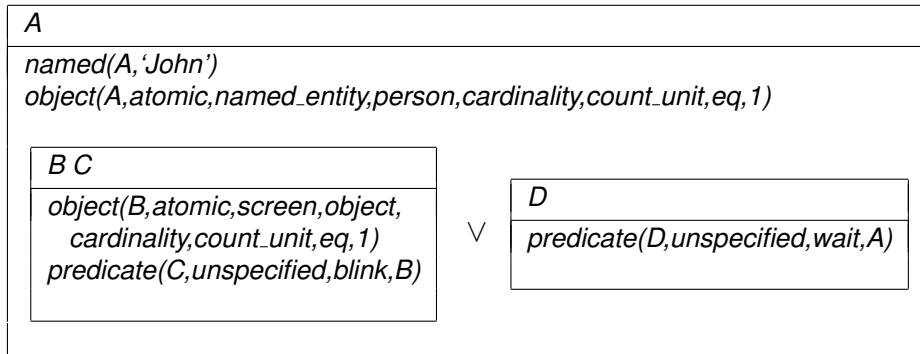 A
named(A,‘John’)
object(A,atomic,named_entity,person,cardinality,count_unit,eq,1)
B C
object(B,atomic,screen,object,
cardinality,count_unit,eq,1)
predicate(C,unspecified,blink,B)
∨
D
predicate(D,unspecified,wait,A)